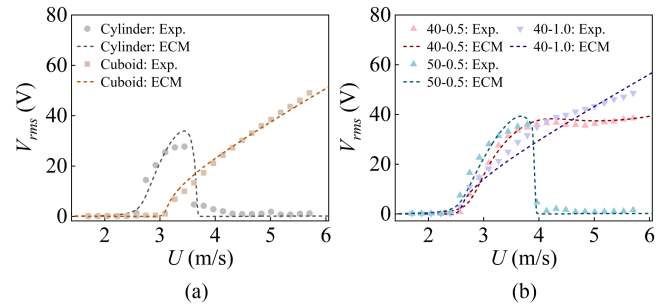 80
60
40
20
0
V_rms (V)
Cylinder: Exp.
Cylinder: ECM
Cuboid: Exp.
Cuboid: ECM
2 3 4 5 6
U (m/s)
(a)
80
60
40
20
0
V_rms (V)
40-0.5: Exp. 40-1.0: Exp.
40-0.5: ECM 40-1.0: ECM
50-0.5: Exp.
50-0.5: ECM
2 3 4 5 6
U (m/s)
(b)